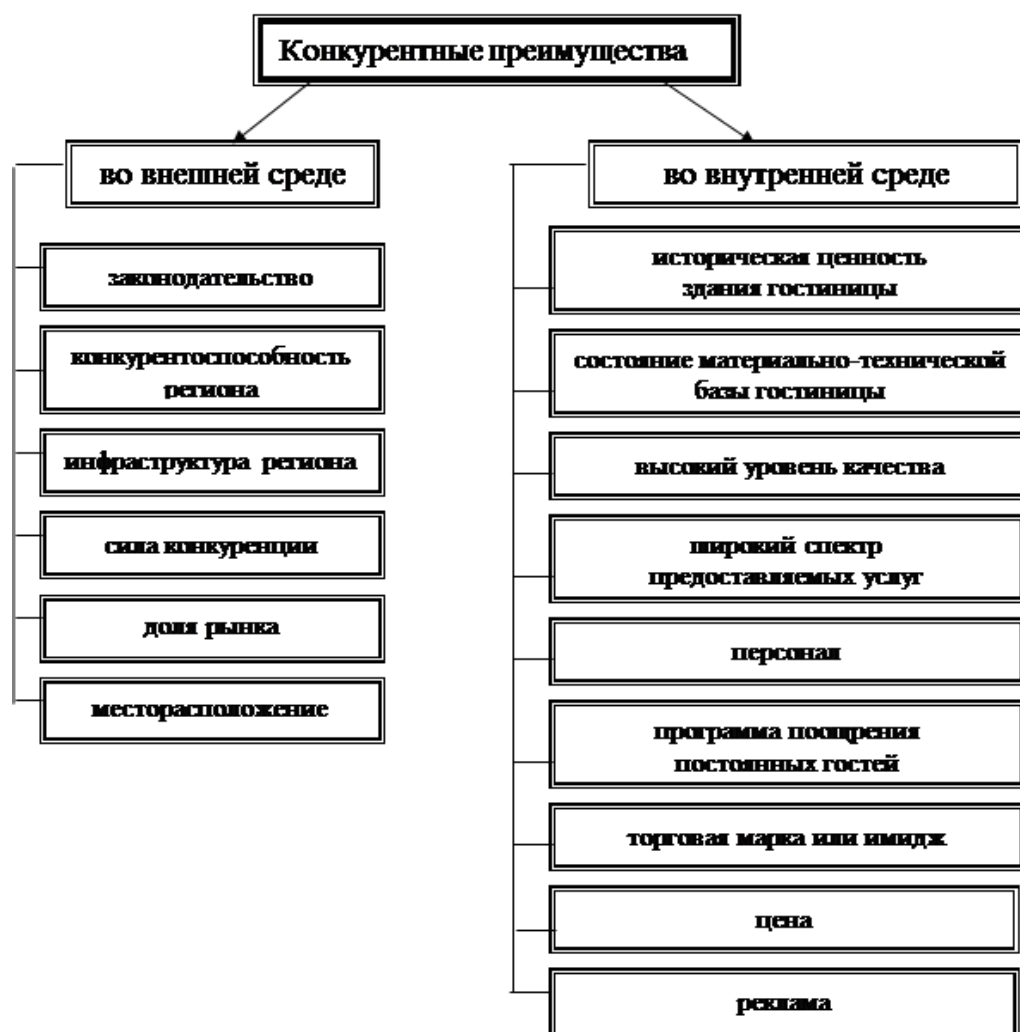 Конкурентные преимущества
во внешней среде
законодательство
конкурентоспособность
региона
инфраструктура региона
сила конкуренции
доля рынка
месторасположение
во внутренней среде
историческая ценность
здания гостиницы
состояние материально-технической
базы гостиницы
высокий уровень качества
широкий спектр
предоставляемых услуг
персонал
программа поощрения
постоянных гостей
торговая марка или имидж
цена
реклама